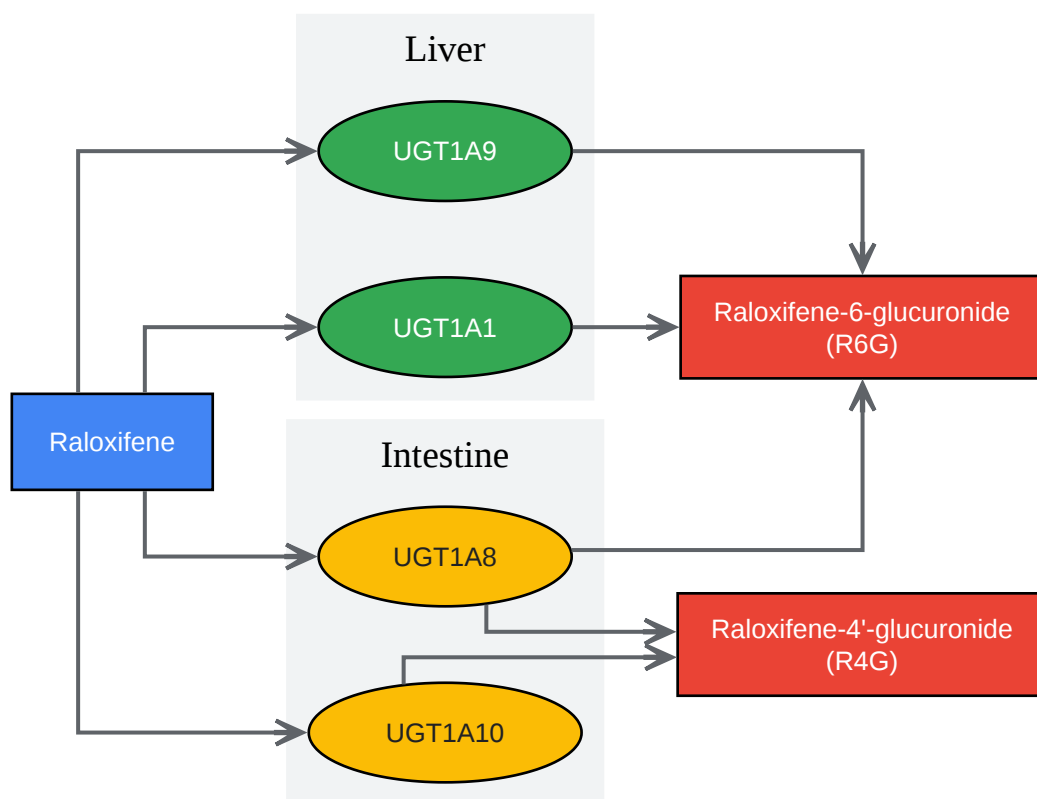 Liver
UGT1A9
UGT1A1
Raloxifene-6-glucuronide
(R6G)
Raloxifene
Intestine
UGT1A8
Raloxifene-4'-glucuronide
(R4G)
UGT1A10